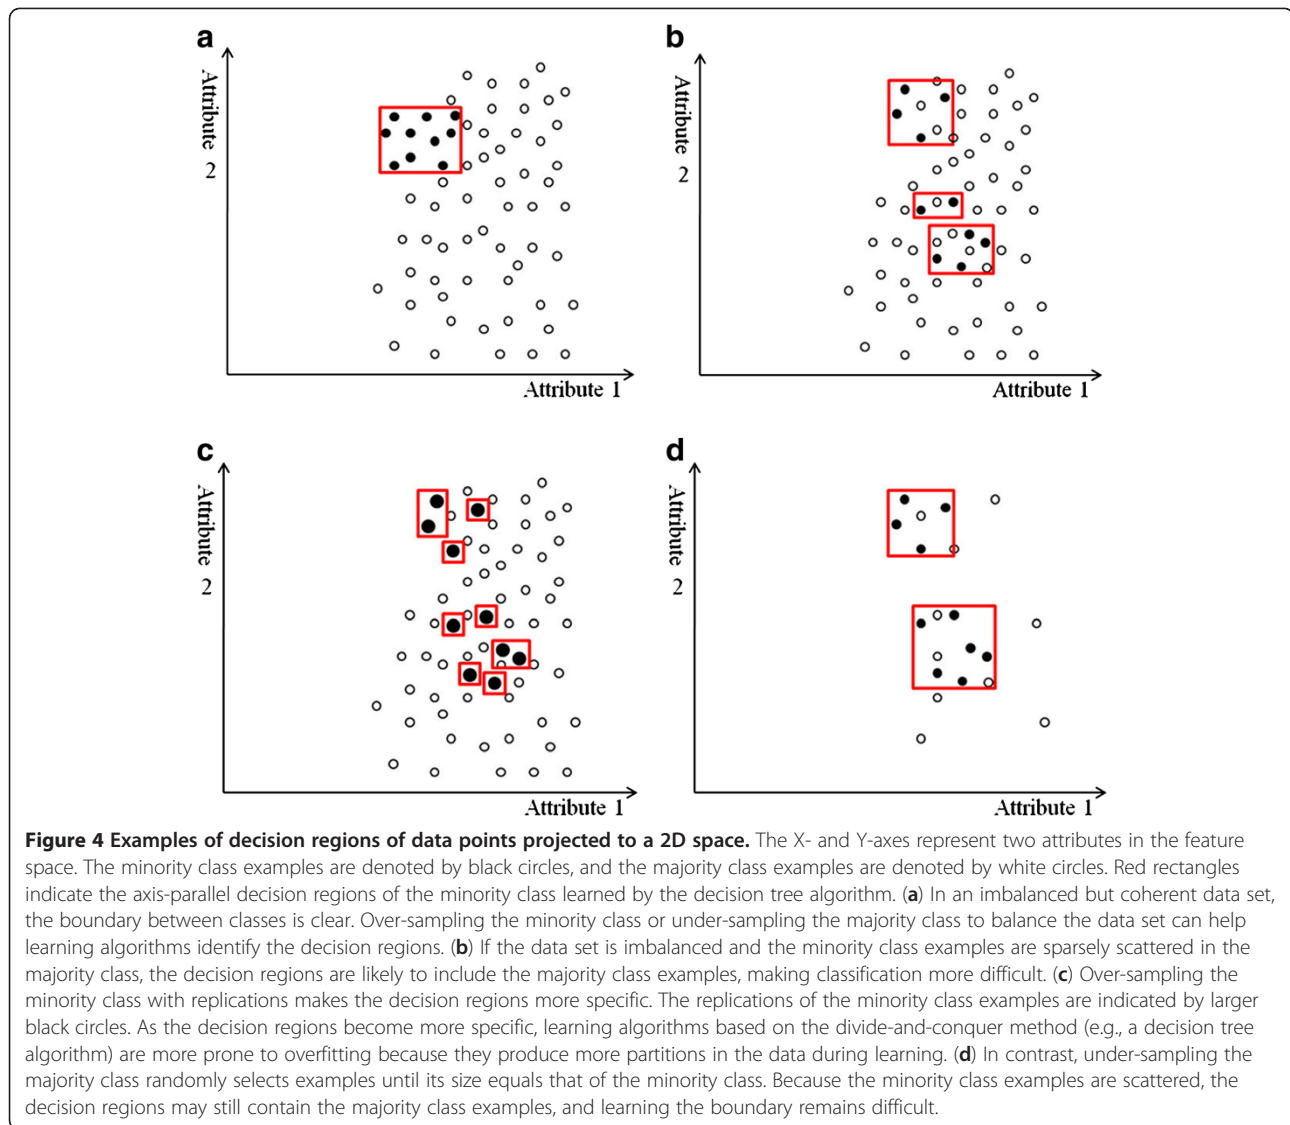 a
Attribute
2
Attribute 1
b
Attribute
2
Attribute 1
c
Attribute
2
Attribute 1
d
Attribute
2
Attribute 1
Figure 4 Examples of decision regions of data points projected to a 2D space. The X- and Y-axes represent two attributes in the feature
space. The minority class examples are denoted by black circles, and the majority class examples are denoted by white circles. Red rectangles
indicate the axis-parallel decision regions of the minority class learned by the decision tree algorithm. (a) In an imbalanced but coherent data set,
the boundary between classes is clear. Over-sampling the minority class or under-sampling the majority class to balance the data set can help
learning algorithms identify the decision regions. (b) If the data set is imbalanced and the minority class examples are sparsely scattered in the
majority class, the decision regions are likely to include the majority class examples, making classification more difficult. (c) Over-sampling the
minority class with replications makes the decision regions more specific. The replications of the minority class examples are indicated by larger
black circles. As the decision regions become more specific, learning algorithms based on the divide-and-conquer method (e.g., a decision tree
algorithm) are more prone to overfitting because they produce more partitions in the data during learning. (d) In contrast, under-sampling the
majority class randomly selects examples until its size equals that of the minority class. Because the minority class examples are scattered, the
decision regions may still contain the majority class examples, and learning the boundary remains difficult.